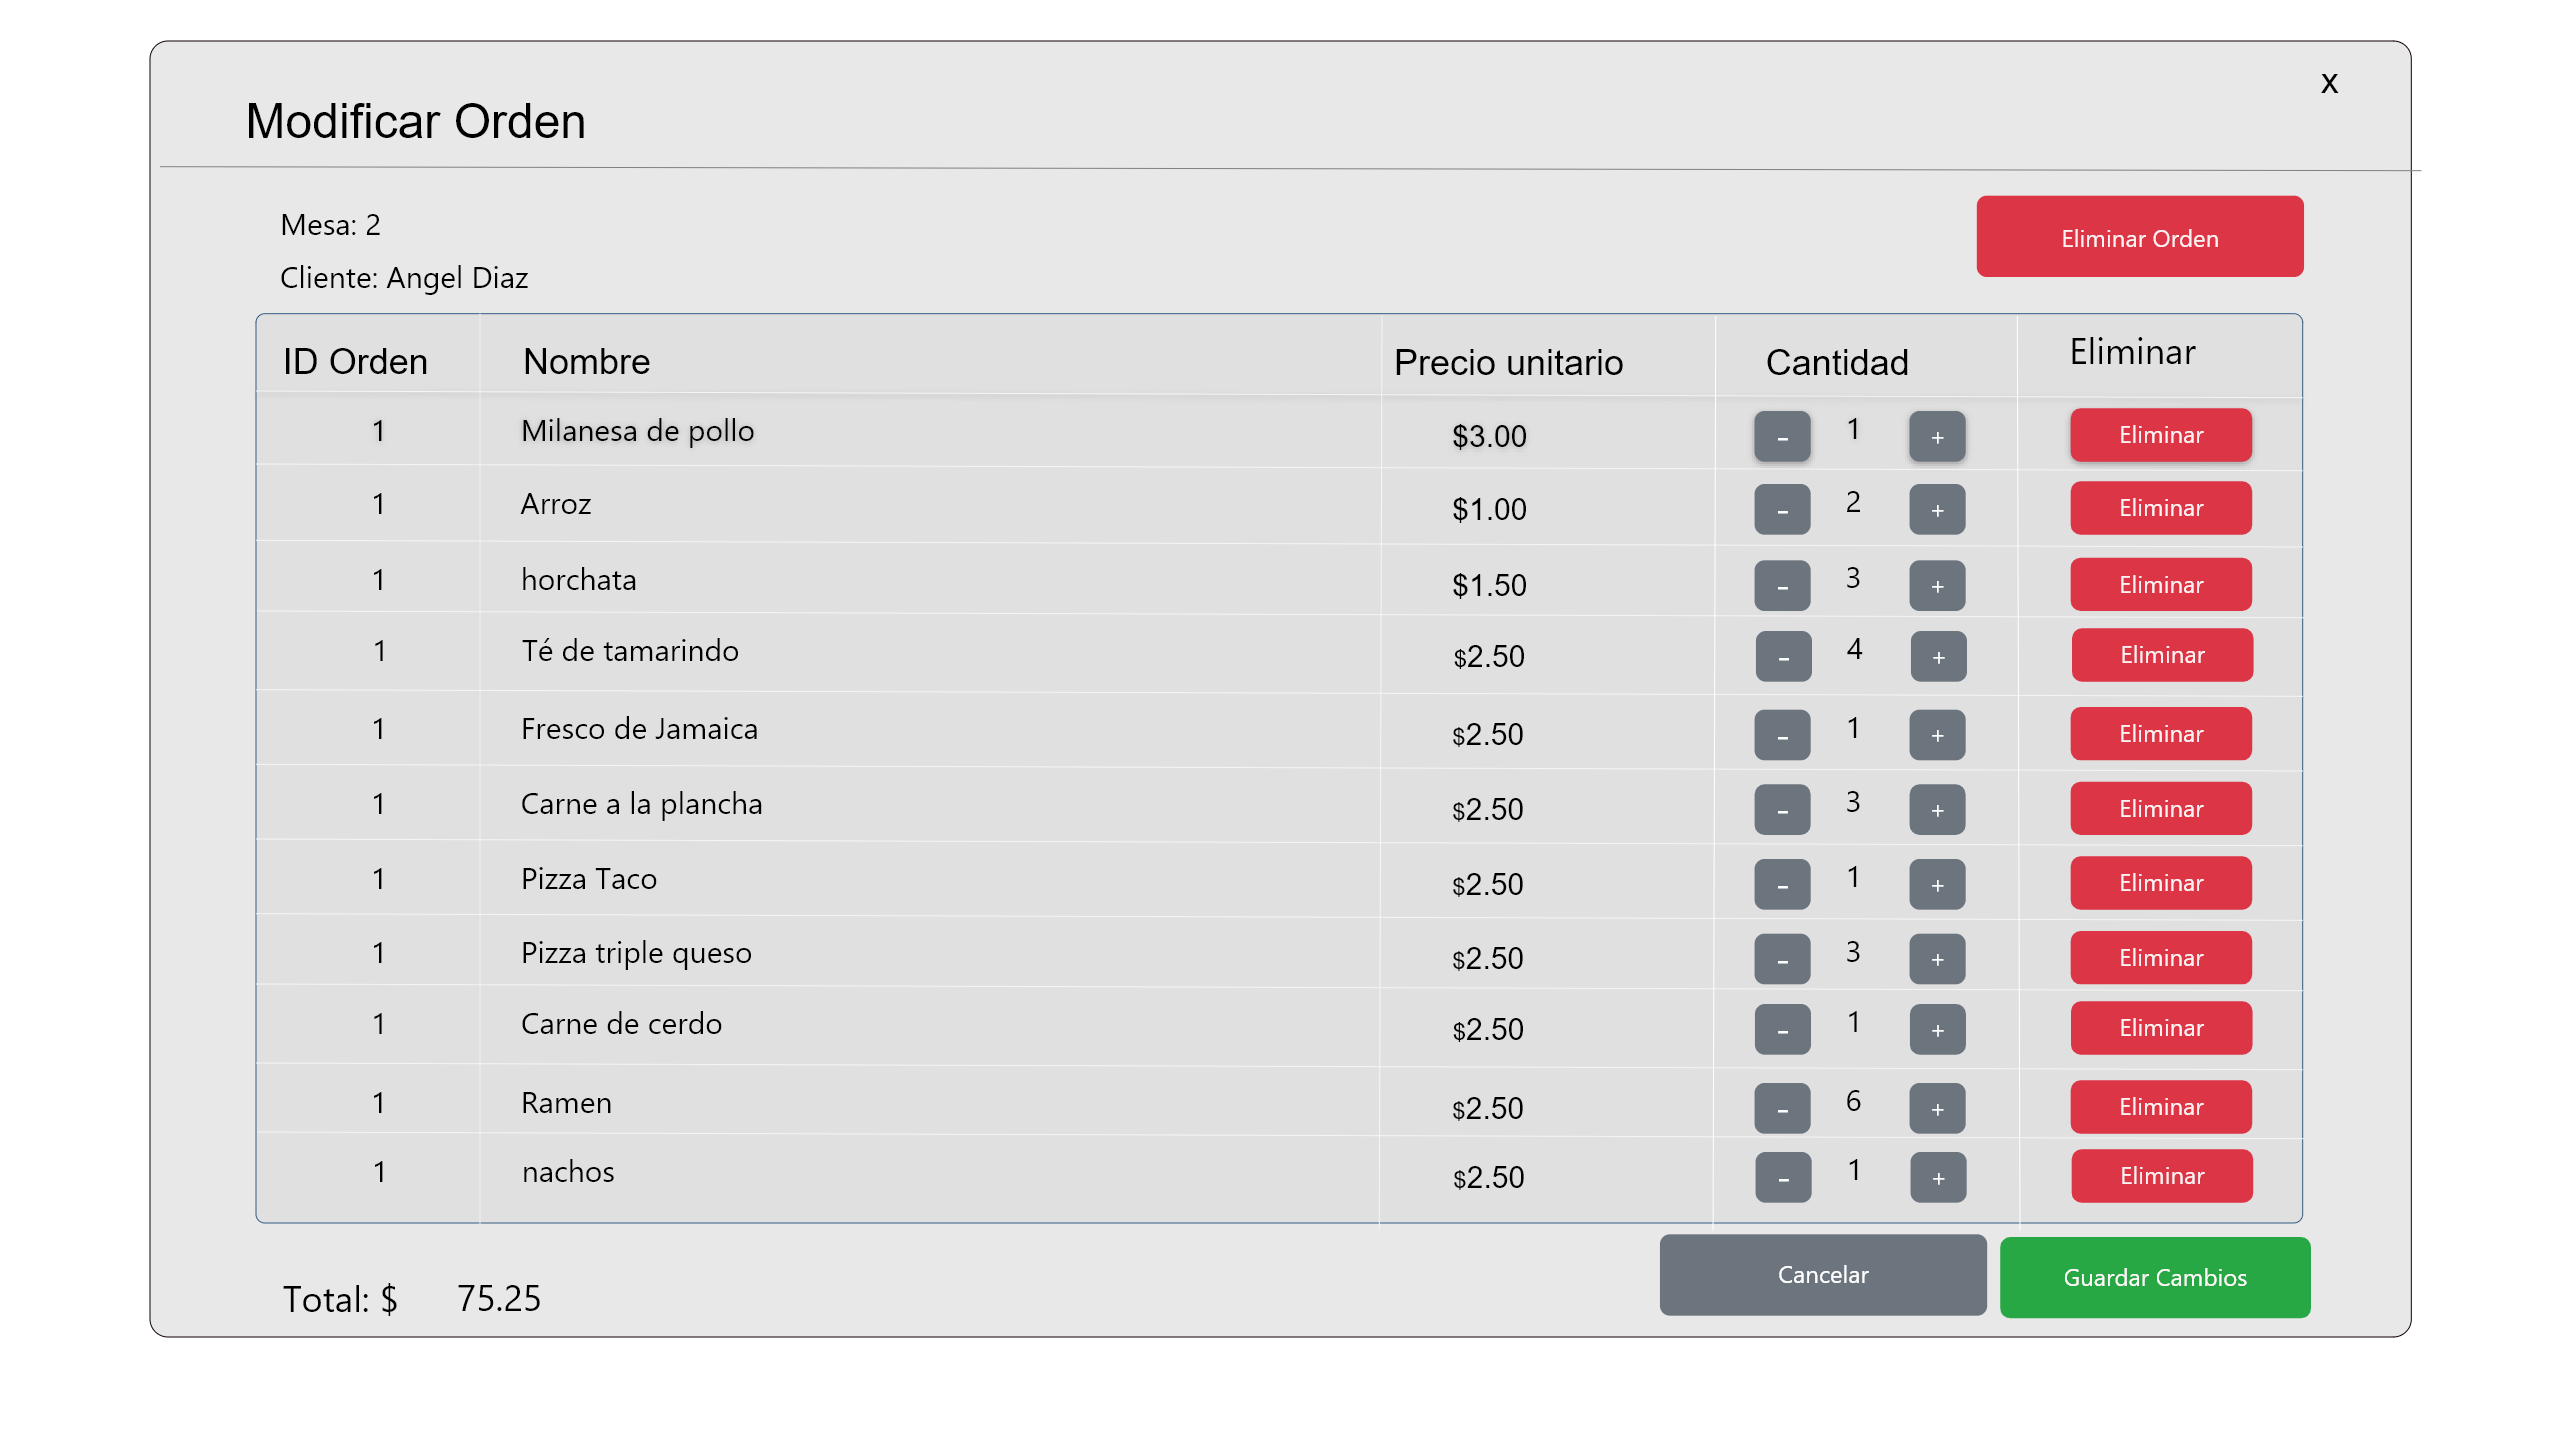 x
Modificar Orden
Mesa: 2
Eliminar Orden
Cliente: Angel Diaz
ID Orden Nombre Precio unitario Cantidad Eliminar
1 Milanesa de pollo $3.00 - 1 + Eliminar
1 Arroz $1.00 - 2 + Eliminar
1 horchata $1.50 - 3 + Eliminar
1 Té de tamarindo $2.50 - 4 + Eliminar
1 Fresco de Jamaica $2.50 - 1 + Eliminar
1 Carne a la plancha $2.50 - 3 + Eliminar
1 Pizza Taco $2.50 - 1 + Eliminar
1 Pizza triple queso $2.50 - 3 + Eliminar
1 Carne de cerdo $2.50 - 1 + Eliminar
1 Ramen $2.50 - 6 + Eliminar
1 nachos $2.50 - 1 + Eliminar
Total: $ 75.25 Cancelar Guardar Cambios